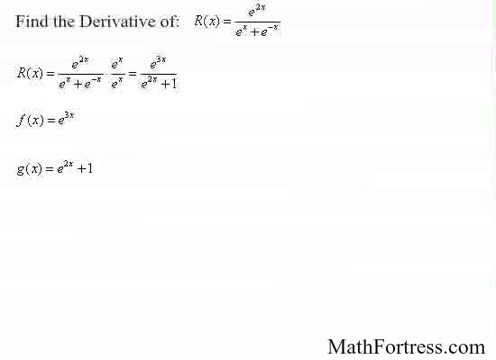 Find the Derivative of: R(x) = e^{2x} / (e^x + e^{-x})
R(x) = e^{2x} / (e^x + e^{-x}) · e^x / e^x = e^{3x} / (e^{2x} + 1)
f(x) = e^{3x}
g(x) = e^{2x} + 1
MathFortress.com